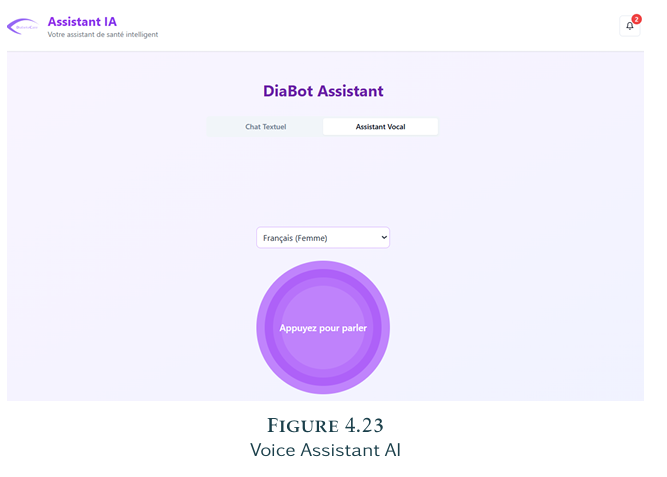 Assistant IA
Votre assistant de santé intelligent
2
DiaBot Assistant
Chat Textuel
Assistant Vocal
Français (Femme)
Appuyez pour parler
FIGURE 4.23
Voice Assistant AI